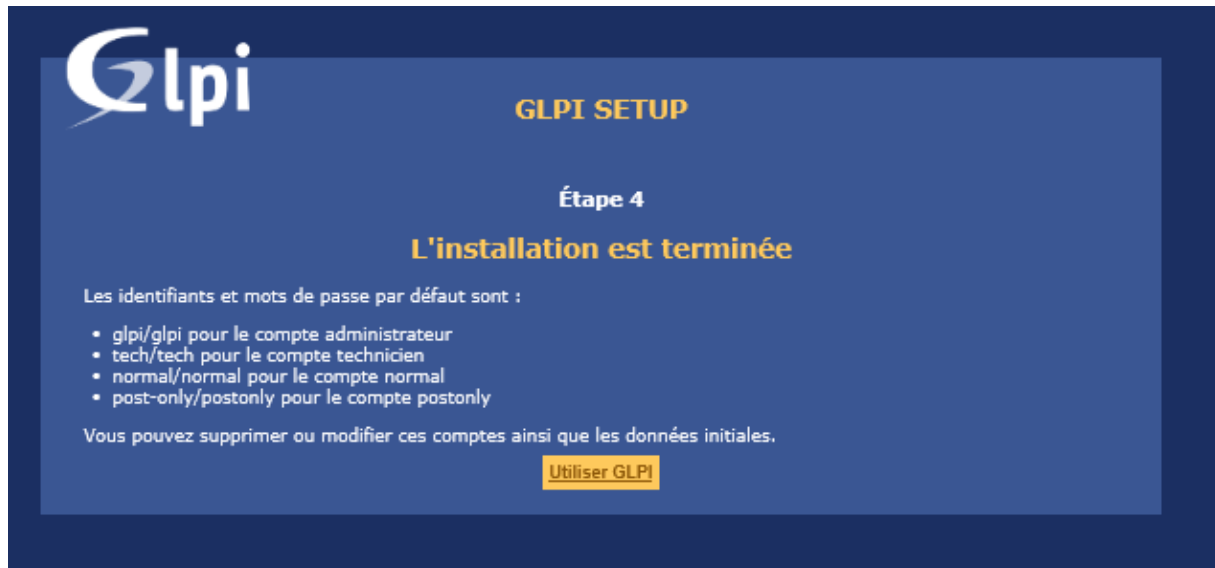 Glpi
GLPI SETUP
Étape 4
L'installation est terminée
Les identifiants et mots de passe par défaut sont :
• glpi/glpi pour le compte administrateur
• tech/tech pour le compte technicien
• normal/normal pour le compte normal
• post-only/postonly pour le compte postonly
Vous pouvez supprimer ou modifier ces comptes ainsi que les données initiales.
Utiliser GLPI